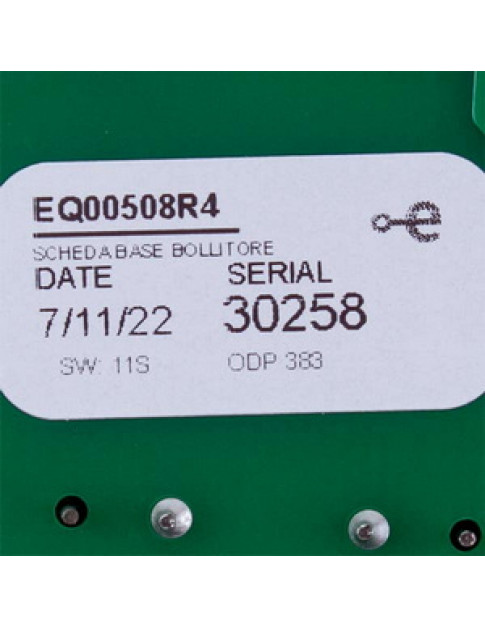 EQ00508R4
SCHEDA BASE BOLLITORE
DATE SERIAL
7/11/22 30258
SW: 11S ODP 383